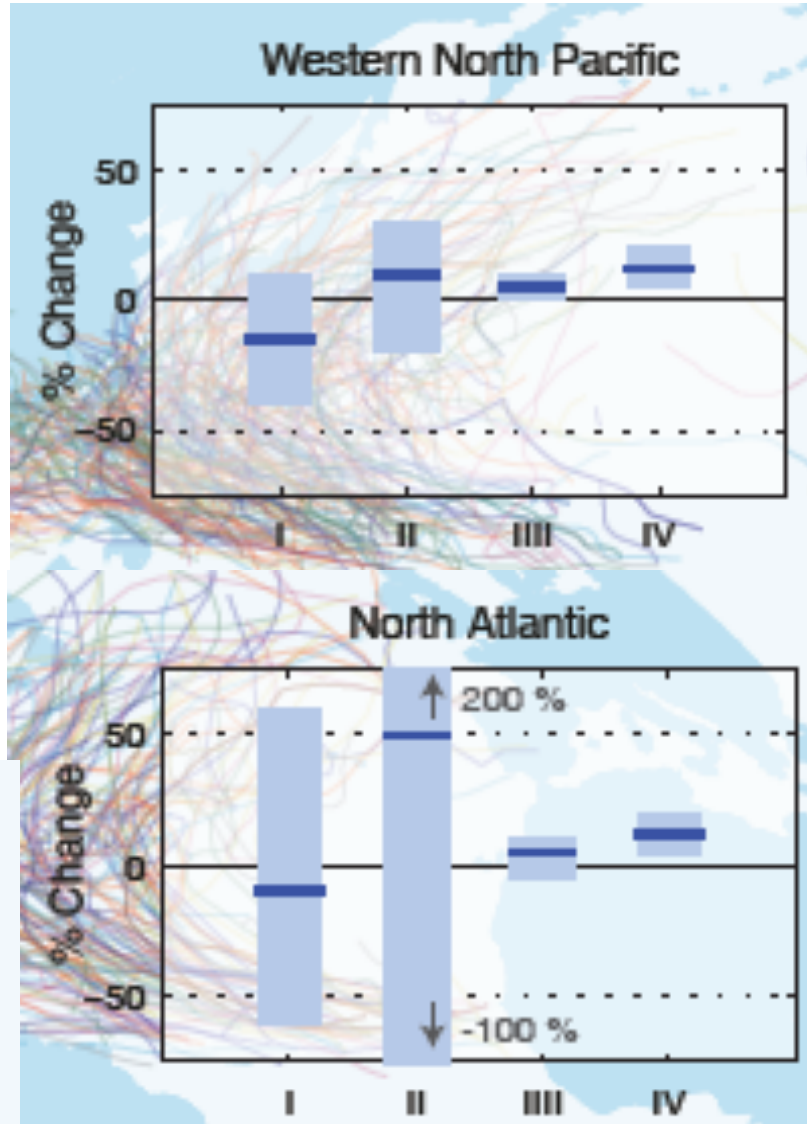 Western North Pacific
50
0
-50
% Change
I
II
IIII
IV
North Atlantic
200 %
50
0
-50
-100 %
% Change
I
II
IIII
IV